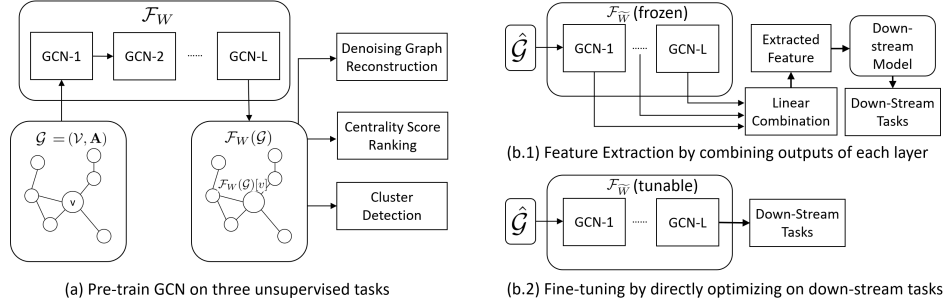 𝓕_W
GCN-1
GCN-2
......
GCN-L
Denoising Graph
Reconstruction
𝓖 = (𝓥, A)
v
𝓕_W(𝓖)
𝓕_W(𝓖)[v]
Centrality Score
Ranking
Cluster
Detection
(a) Pre-train GCN on three unsupervised tasks
𝓕_W̃ (frozen)
𝓖̂
GCN-1
......
GCN-L
Extracted
Feature
Down-
stream
Model
Linear
Combination
Down-Stream
Tasks
(b.1) Feature Extraction by combining outputs of each layer
𝓕_W̃ (tunable)
𝓖̂
GCN-1
......
GCN-L
Down-Stream
Tasks
(b.2) Fine-tuning by directly optimizing on down-stream tasks